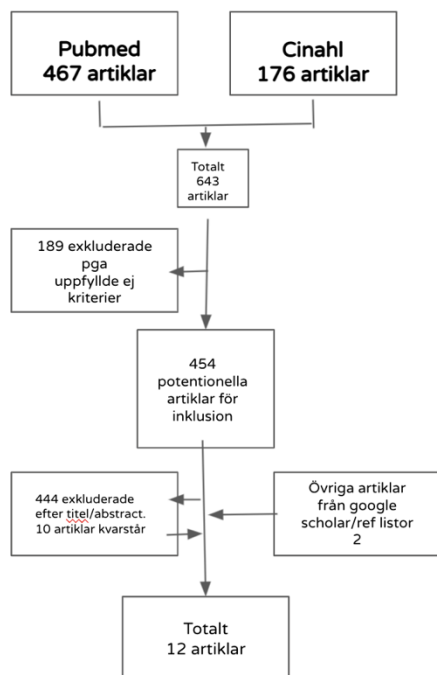 Pubmed
467 artiklar
Cinahl
176 artiklar
Totalt
643
artiklar
189 exkluderade
pga
uppfyllde ej
kriterier
454
potentionella
artiklar för
inklusion
444 exkluderade
efter titel/abstract.
10 artiklar kvarstår
Övriga artiklar
från google
scholar/ref listor
2
Totalt
12 artiklar